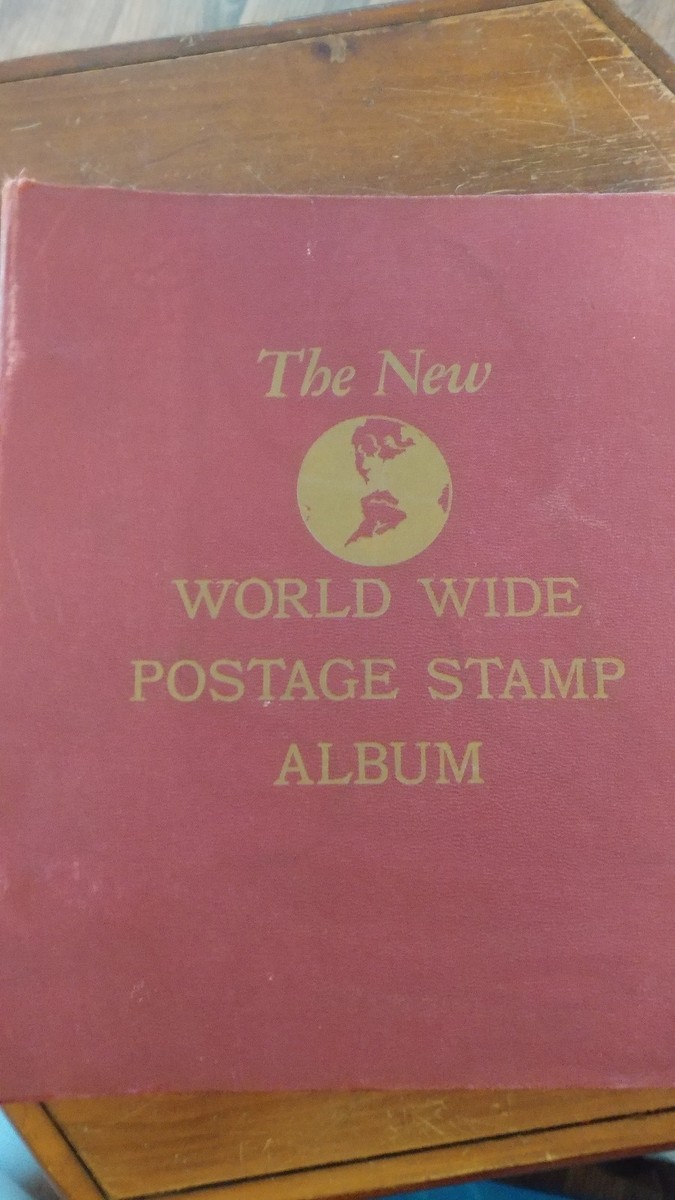 The New
WORLD WIDE
POSTAGE STAMP
ALBUM